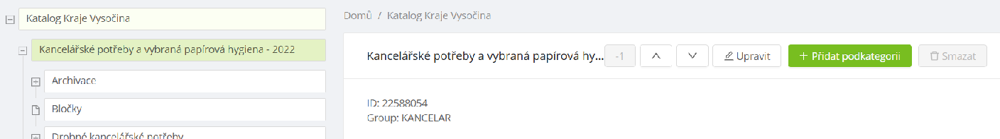 Katalog Kraje Vysočina
Kancelářské potřeby a vybraná papírová hygiena - 2022
Archivace
Bločky
Drobné kancelářské potřeby
Domů / Katalog Kraje Vysočina
Kancelářské potřeby a vybraná papírová hy... -1 Upravit + Přidat podkategorii Smazat
ID: 22588054
Group: KANCELAR